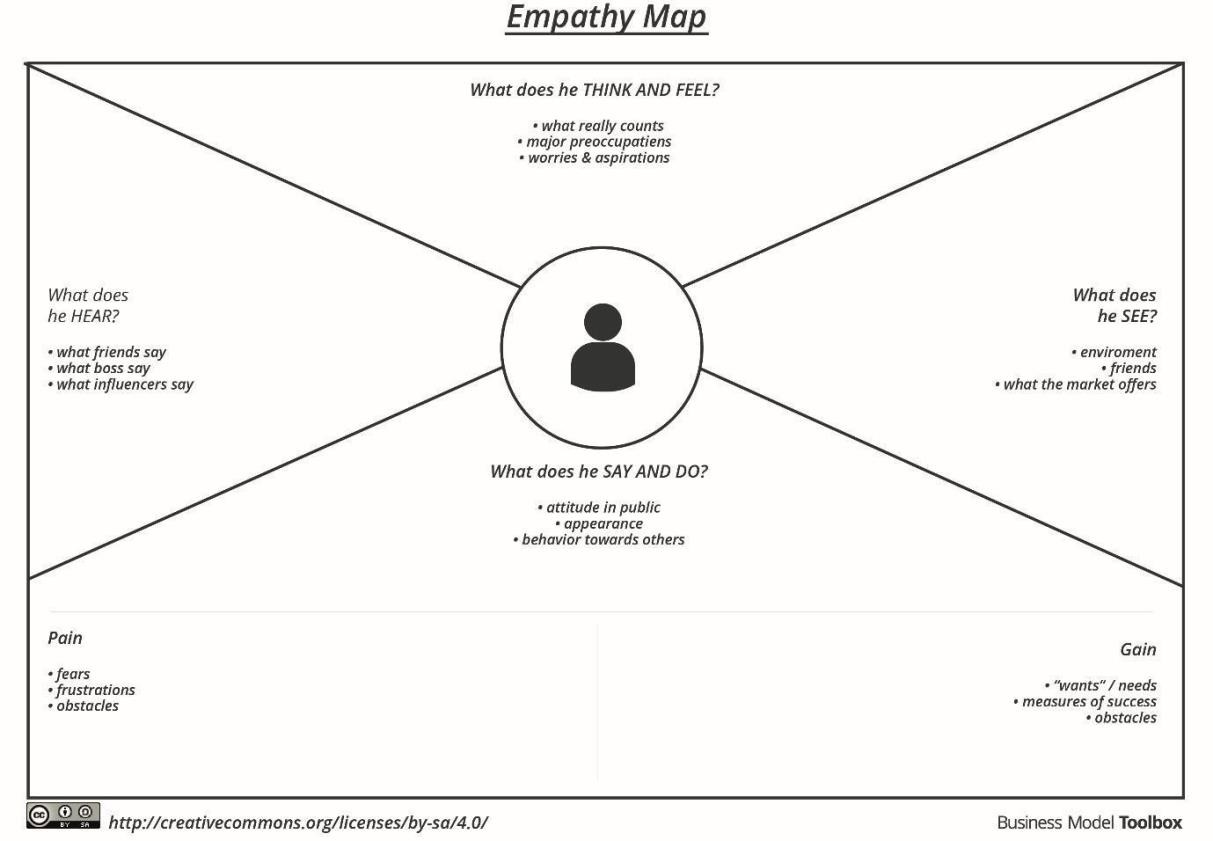 Empathy Map
What does he THINK AND FEEL?
• what really counts
• major preoccupatiens
• worries & aspirations
What does
he HEAR?
• what friends say
• what boss say
• what influencers say
What does
he SEE?
• enviroment
• friends
• what the market offers
What does he SAY AND DO?
• attitude in public
• appearance
• behavior towards others
Pain
• fears
• frustrations
• obstacles
Gain
• “wants” / needs
• measures of success
• obstacles
cc BY SA
http://creativecommons.org/licenses/by-sa/4.0/
Business Model Toolbox